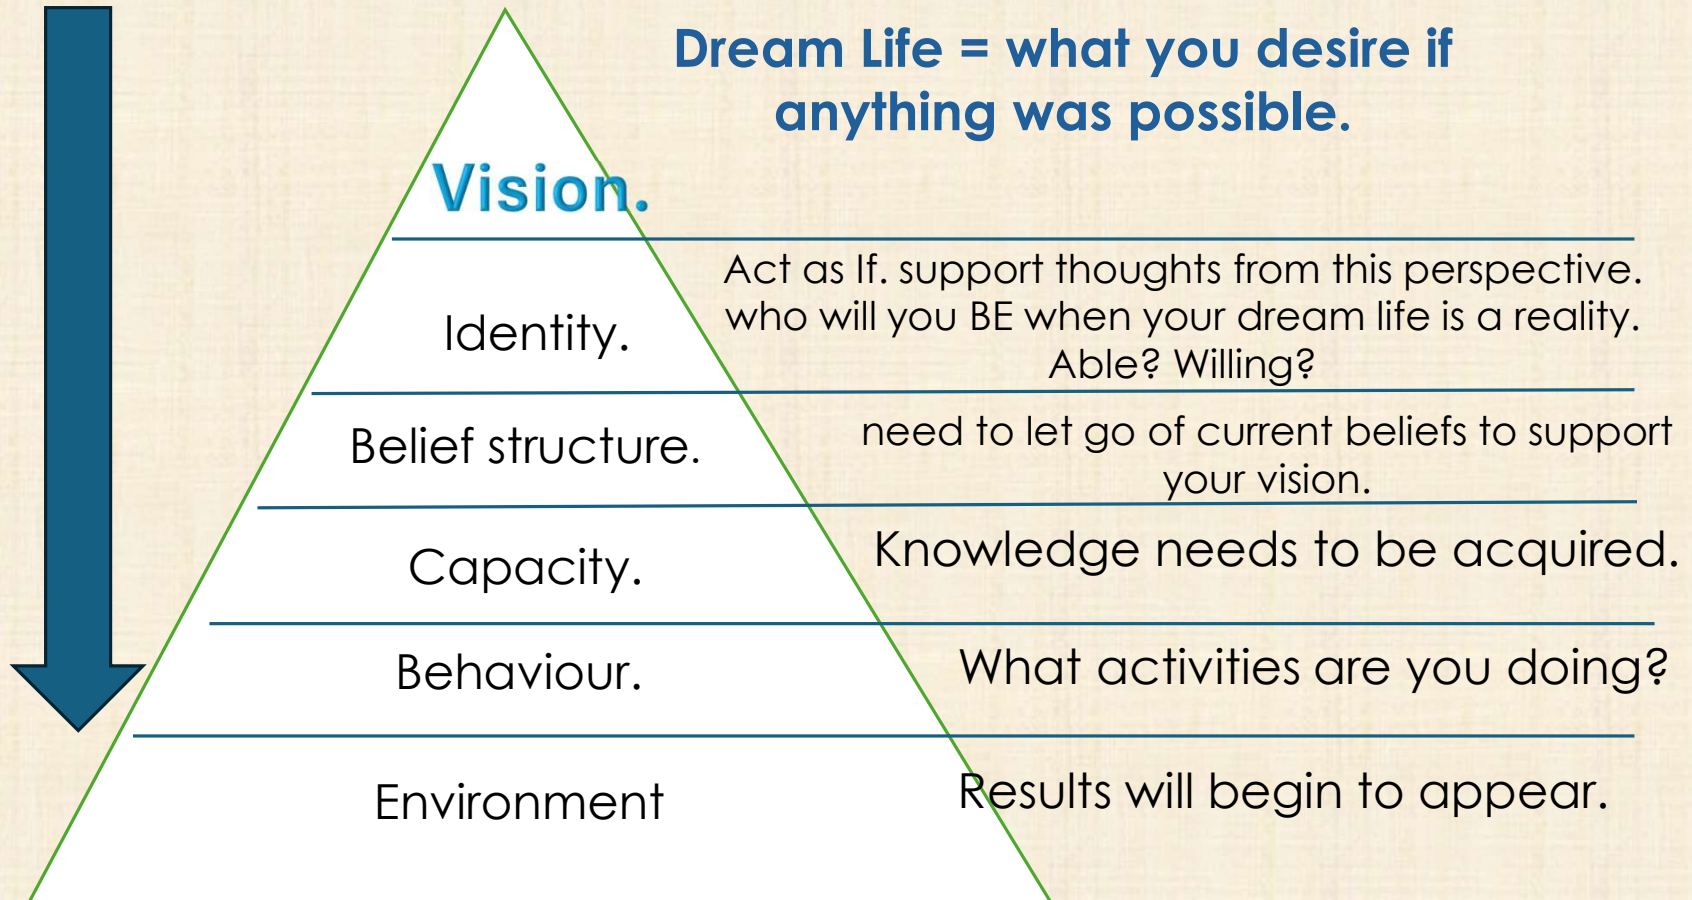 Dream Life = what you desire if
anything was possible.
Vision.
Act as If. support thoughts from this perspective.
who will you BE when your dream life is a reality.
Able? Willing?
Identity.
need to let go of current beliefs to support
your vision.
Belief structure.
Knowledge needs to be acquired.
Capacity.
What activities are you doing?
Behaviour.
Results will begin to appear.
Environment